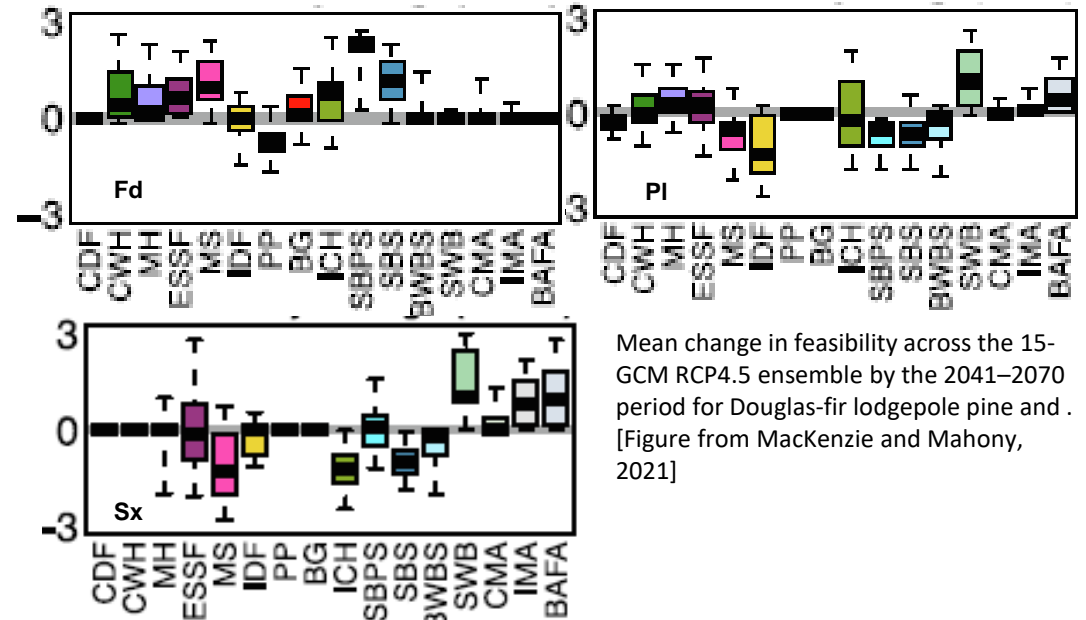 3
0
–3
Fd
CDF
CWH
MH
ESSF
MS
IDF
PP
BG
ICH
SBPS
SBS
BWBS
SWB
CMA
IMA
BAFA
3
0
3
Pl
CDF
CWH
MH
ESSF
MS
IDF
PP
BG
ICH
SBPS
SBS
BWBS
SWB
CMA
IMA
BAFA
3
0
-3
Sx
CDF
CWH
MH
ESSF
MS
IDF
PP
BG
ICH
SBPS
SBS
BWBS
SWB
CMA
IMA
BAFA
Mean change in feasibility across the 15-
GCM RCP4.5 ensemble by the 2041–2070
period for Douglas-fir lodgepole pine and .
[Figure from MacKenzie and Mahony,
2021]